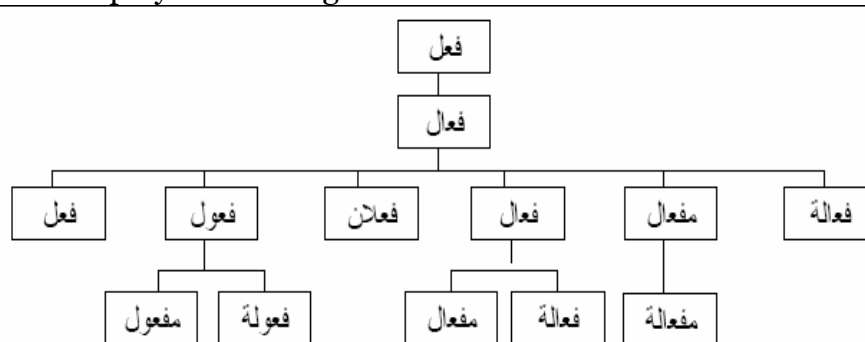 فعل
فعال
فعالة مفعال فعال فعلان فعول فعل
مفعالة فعالة مفعال فعولة مفعول